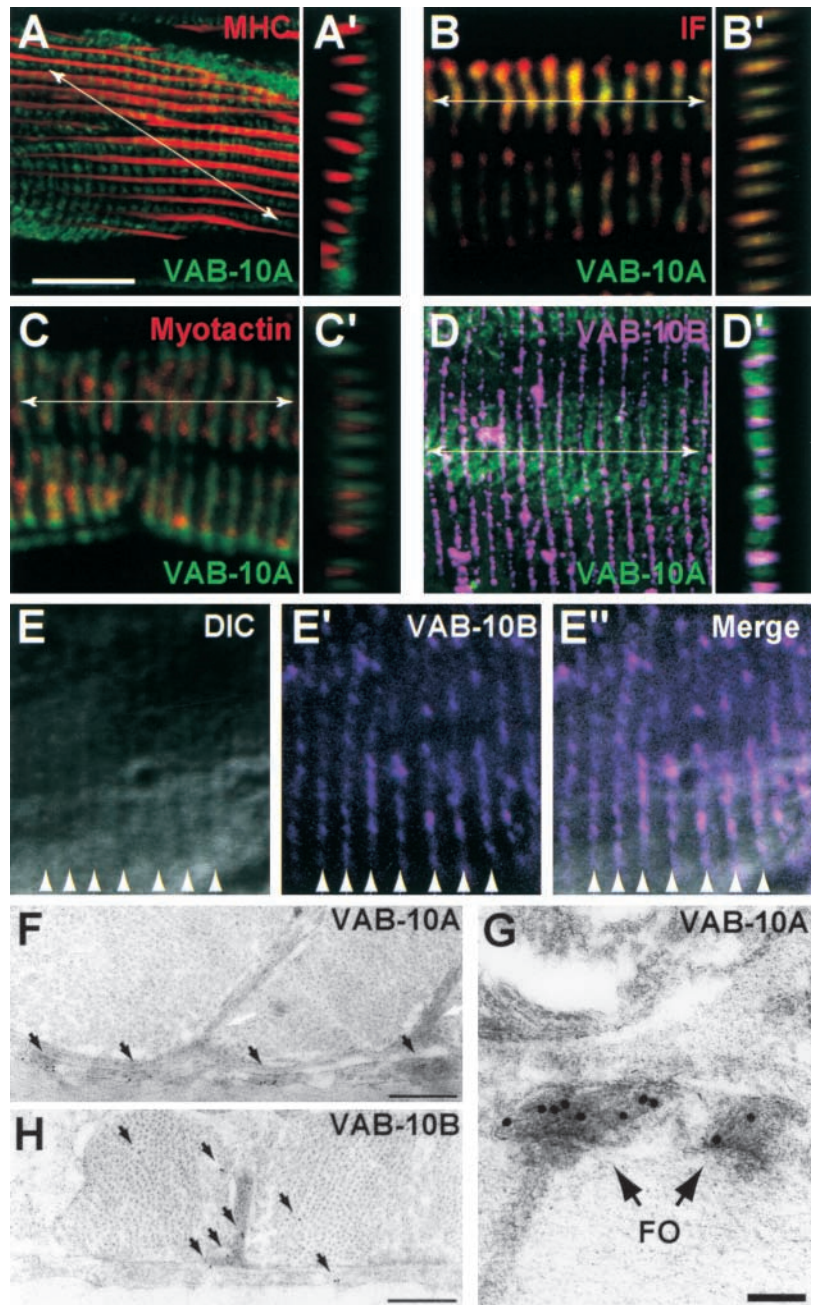 A MHC A' B IF B'
VAB-10A VAB-10A
C Myotactin C' D VAB-10B D'
VAB-10A VAB-10A
E DIC E' VAB-10B E" Merge
F VAB-10A G VAB-10A
H VAB-10B
FO